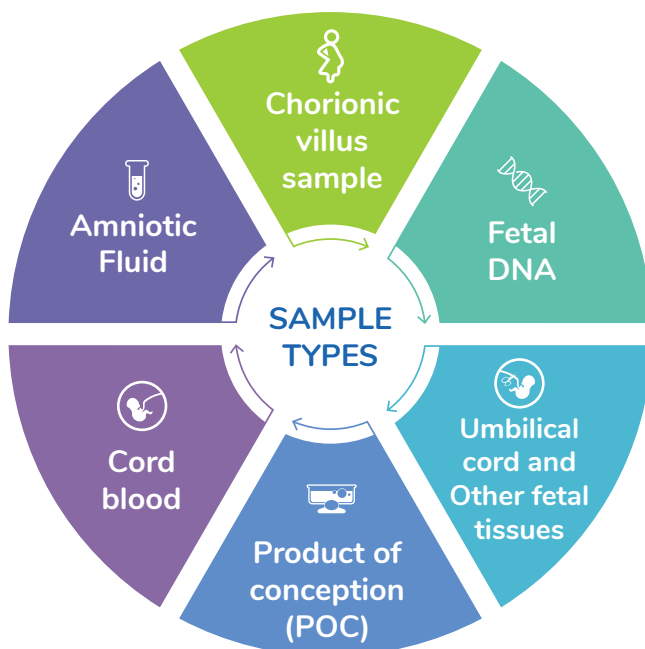 Chorionic
villus
sample
Fetal
DNA
Umbilical
cord and
Other fetal
tissues
Product of
conception
(POC)
Cord
blood
Amniotic
Fluid
SAMPLE
TYPES